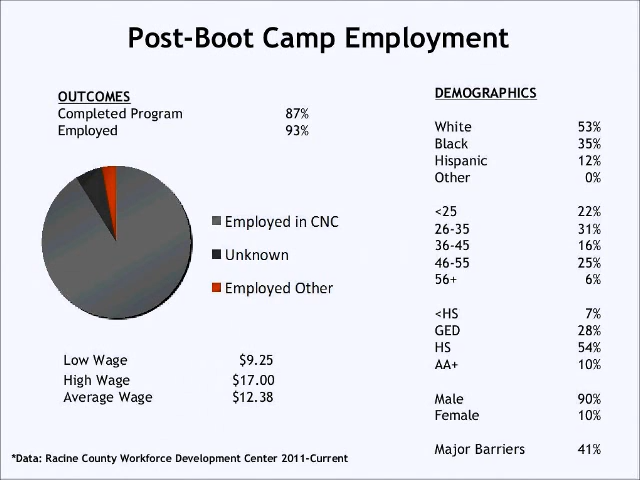 Post-Boot Camp Employment
OUTCOMES
Completed Program 87%
Employed 93%
Employed in CNC
Unknown
Employed Other
Low Wage $9.25
High Wage $17.00
Average Wage $12.38
*Data: Racine County Workforce Development Center 2011-Current
DEMOGRAPHICS
White 53%
Black 35%
Hispanic 12%
Other 0%
<25 22%
26-35 31%
36-45 16%
46-55 25%
56+ 6%
<HS 7%
GED 28%
HS 54%
AA+ 10%
Male 90%
Female 10%
Major Barriers 41%